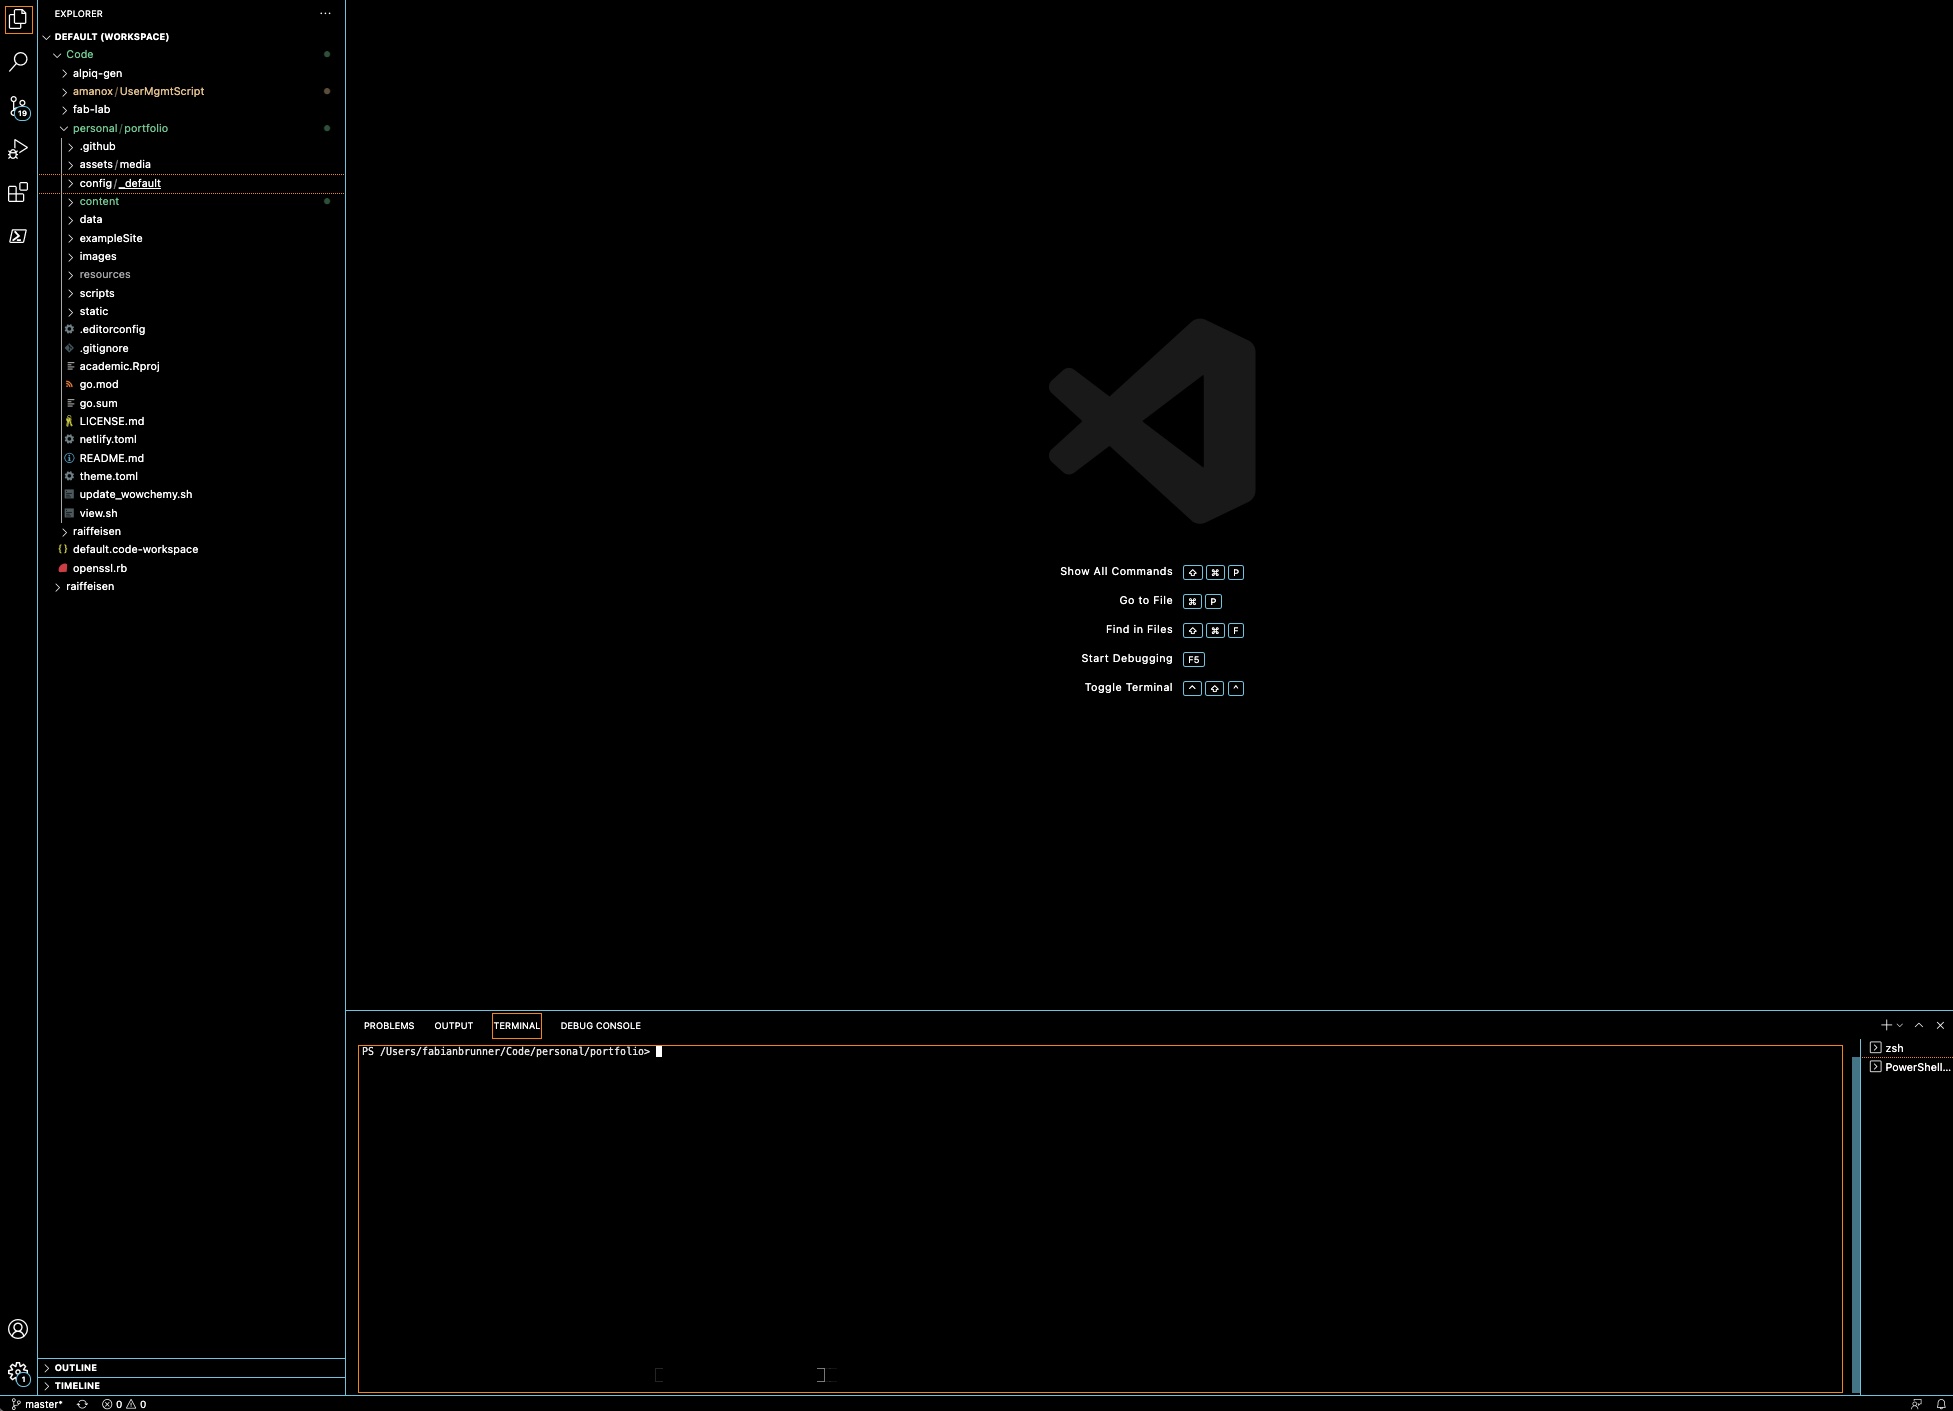 EXPLORER
DEFAULT (WORKSPACE)
Code
alpiq-gen
amanox/UserMgmtScript
fab-lab
personal/portfolio
.github
assets/media
config/_default
content
data
exampleSite
images
resources
scripts
static
.editorconfig
.gitignore
academic.Rproj
go.mod
go.sum
LICENSE.md
netlify.toml
README.md
theme.toml
update_wowchemy.sh
view.sh
raiffeisen
default.code-workspace
openssl.rb
raiffeisen
19
Show All Commands ⇧ ⌘ P
Go to File ⌘ P
Find in Files ⇧ ⌘ F
Start Debugging F5
Toggle Terminal ^ ⇧ ^
PROBLEMS OUTPUT TERMINAL DEBUG CONSOLE
PS /Users/fabianbrunner/Code/personal/portfolio>
zsh
PowerShell...
1
OUTLINE
TIMELINE
master* 0 0